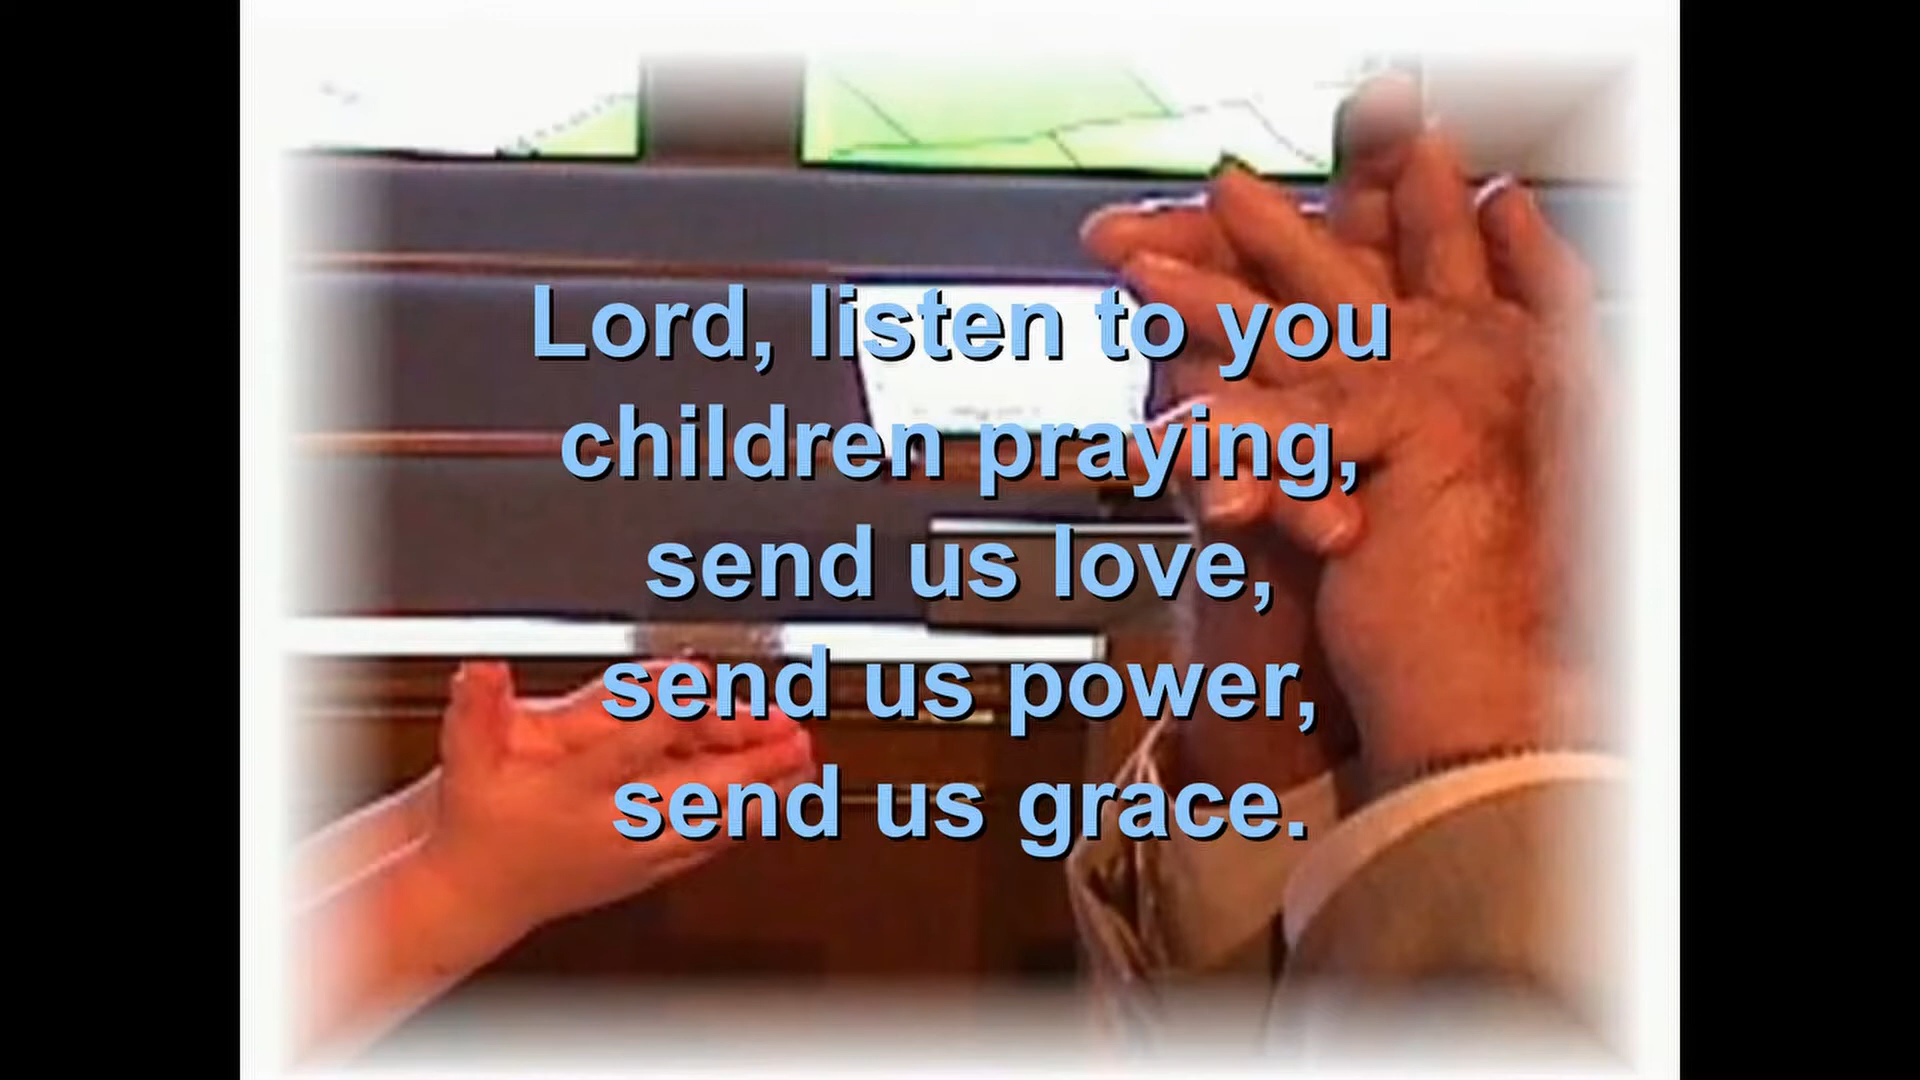 Lord, listen to you
children praying,
send us love,
send us power,
send us grace.